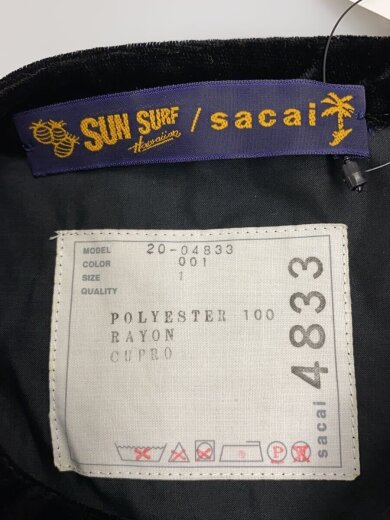 SUN SURF Hawaiian / sacai
MODEL 20-04833
COLOR 001
SIZE 1
QUALITY
POLYESTER 100
RAYON
CUPRO
sacai 4833
P